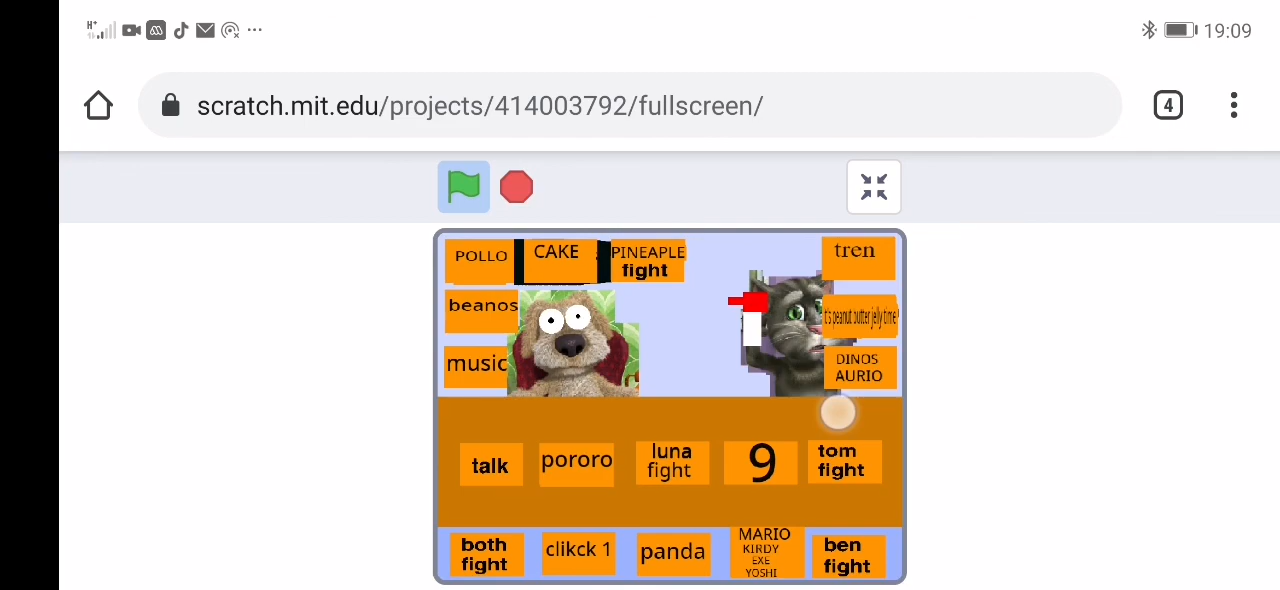 H+
19:09
scratch.mit.edu/projects/414003792/fullscreen/
4
POLLO
CAKE
PINEAPLE
fight
tren
beanos
t's peanut butter jelly time
music
DINOS
AURIO
talk
pororo
luna
fight
9
tom
fight
both
fight
clikck 1
panda
MARIO
KIRDY
EXE
YOSHI
ben
fight